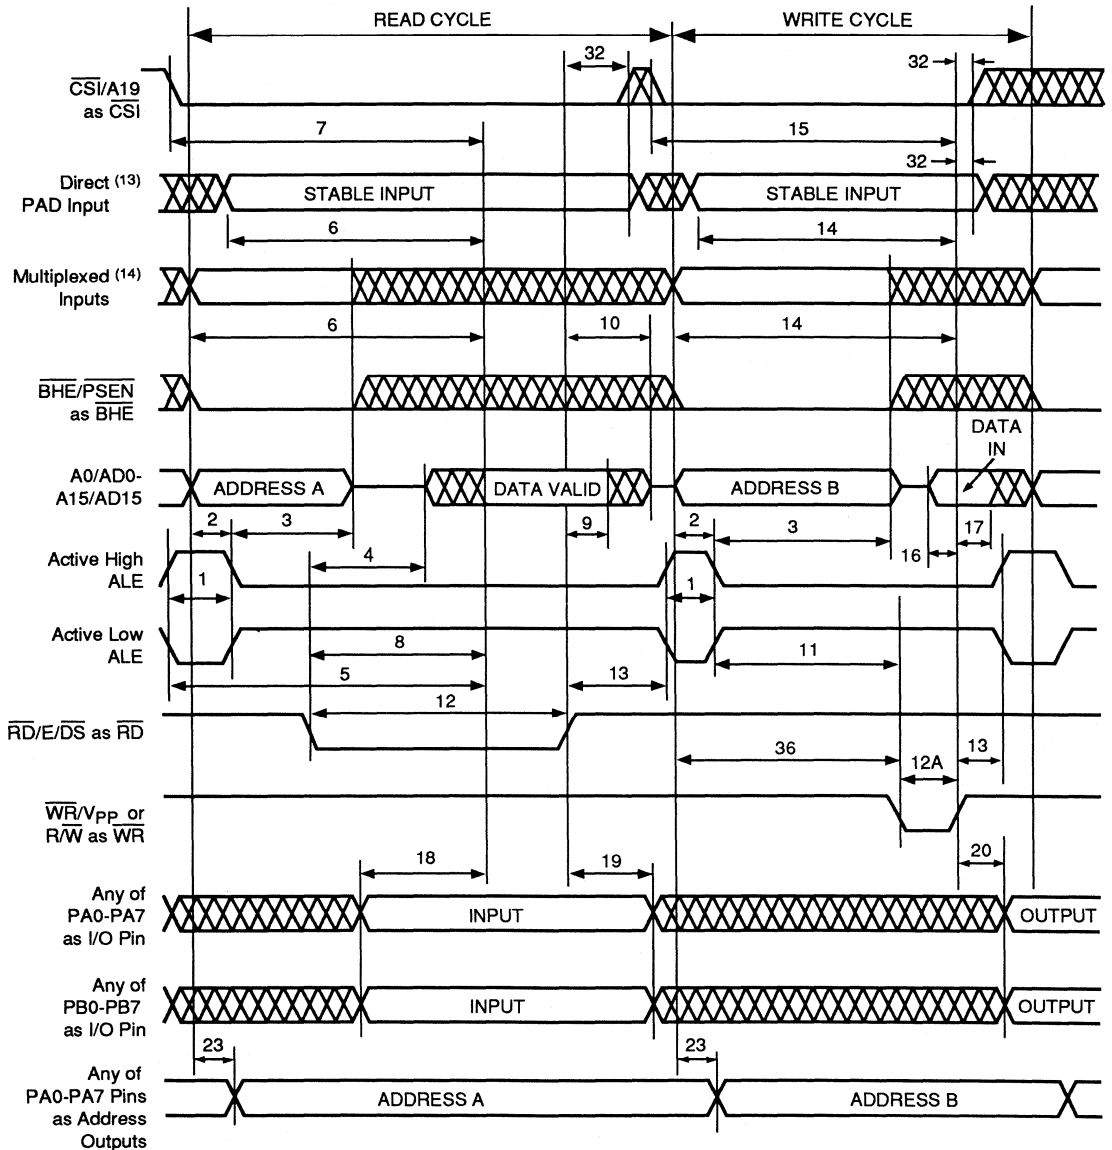 READ CYCLE
WRITE CYCLE
32
32
CSI/A19
as CSI
7
15
32
Direct (13)
PAD Input
STABLE INPUT
STABLE INPUT
6
14
Multiplexed (14)
Inputs
6
10
14
BHE/PSEN
as BHE
DATA
IN
A0/AD0-
A15/AD15
ADDRESS A
DATA VALID
ADDRESS B
2
3
9
2
3
17
16
Active High
ALE
4
1
1
Active Low
ALE
8
11
5
13
12
RD/E/DS as RD
36
12A
13
WR/VPP or
R/W as WR
18
19
20
Any of
PA0-PA7
as I/O Pin
INPUT
OUTPUT
Any of
PB0-PB7
as I/O Pin
INPUT
OUTPUT
23
23
Any of
PA0-PA7 Pins
as Address
Outputs
ADDRESS A
ADDRESS B